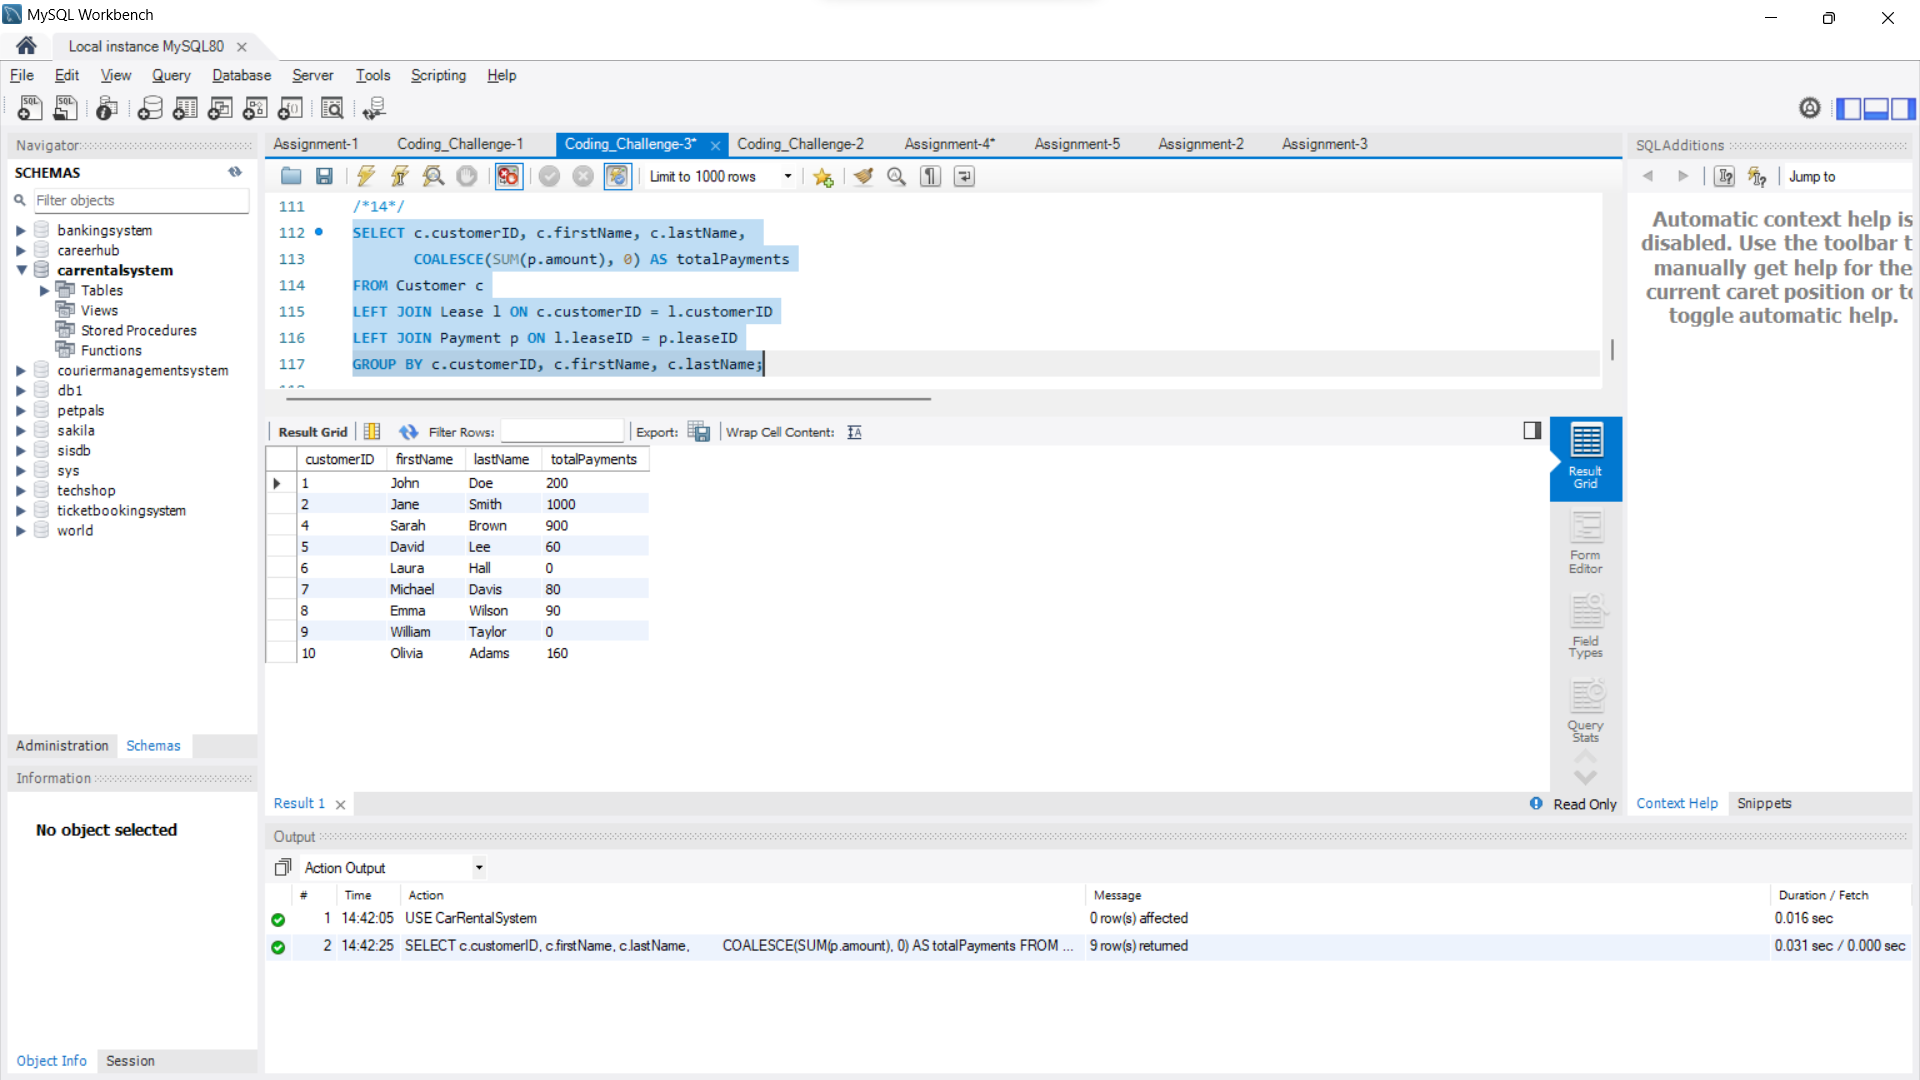 MySQL Workbench
Local instance MySQL80
File Edit View Query Database Server Tools Scripting Help
Navigator
SCHEMAS
Filter objects
bankingsystem
careerhub
carrentalsystem
Tables
Views
Stored Procedures
Functions
couriermanagementsystem
db1
petpals
sakila
sisdb
sys
techshop
ticketbookingsystem
world
Administration Schemas
Information
No object selected
Object Info Session
Assignment-1 Coding_Challenge-1 Coding_Challenge-3* Coding_Challenge-2 Assignment-4* Assignment-5 Assignment-2 Assignment-3
Limit to 1000 rows
111 /*14*/
112 SELECT c.customerID, c.firstName, c.lastName,
113 COALESCE(SUM(p.amount), 0) AS totalPayments
114 FROM Customer c
115 LEFT JOIN Lease l ON c.customerID = l.customerID
116 LEFT JOIN Payment p ON l.leaseID = p.leaseID
117 GROUP BY c.customerID, c.firstName, c.lastName;
Result Grid Filter Rows: Export: Wrap Cell Content:
customerID firstName lastName totalPayments
1 John Doe 200
2 Jane Smith 1000
4 Sarah Brown 900
5 David Lee 60
6 Laura Hall 0
7 Michael Davis 80
8 Emma Wilson 90
9 William Taylor 0
10 Olivia Adams 160
Result
Grid
Form
Editor
Field
Types
Query
Stats
Result 1
Read Only
SQLAdditions
Jump to
Automatic context help is
disabled. Use the toolbar t
manually get help for the
current caret position or to
toggle automatic help.
Context Help Snippets
Output
Action Output
# Time Action Message Duration / Fetch
1 14:42:05 USE CarRentalSystem 0 row(s) affected 0.016 sec
2 14:42:25 SELECT c.customerID, c.firstName, c.lastName, COALESCE(SUM(p.amount), 0) AS totalPayments FROM ... 9 row(s) returned 0.031 sec / 0.000 sec